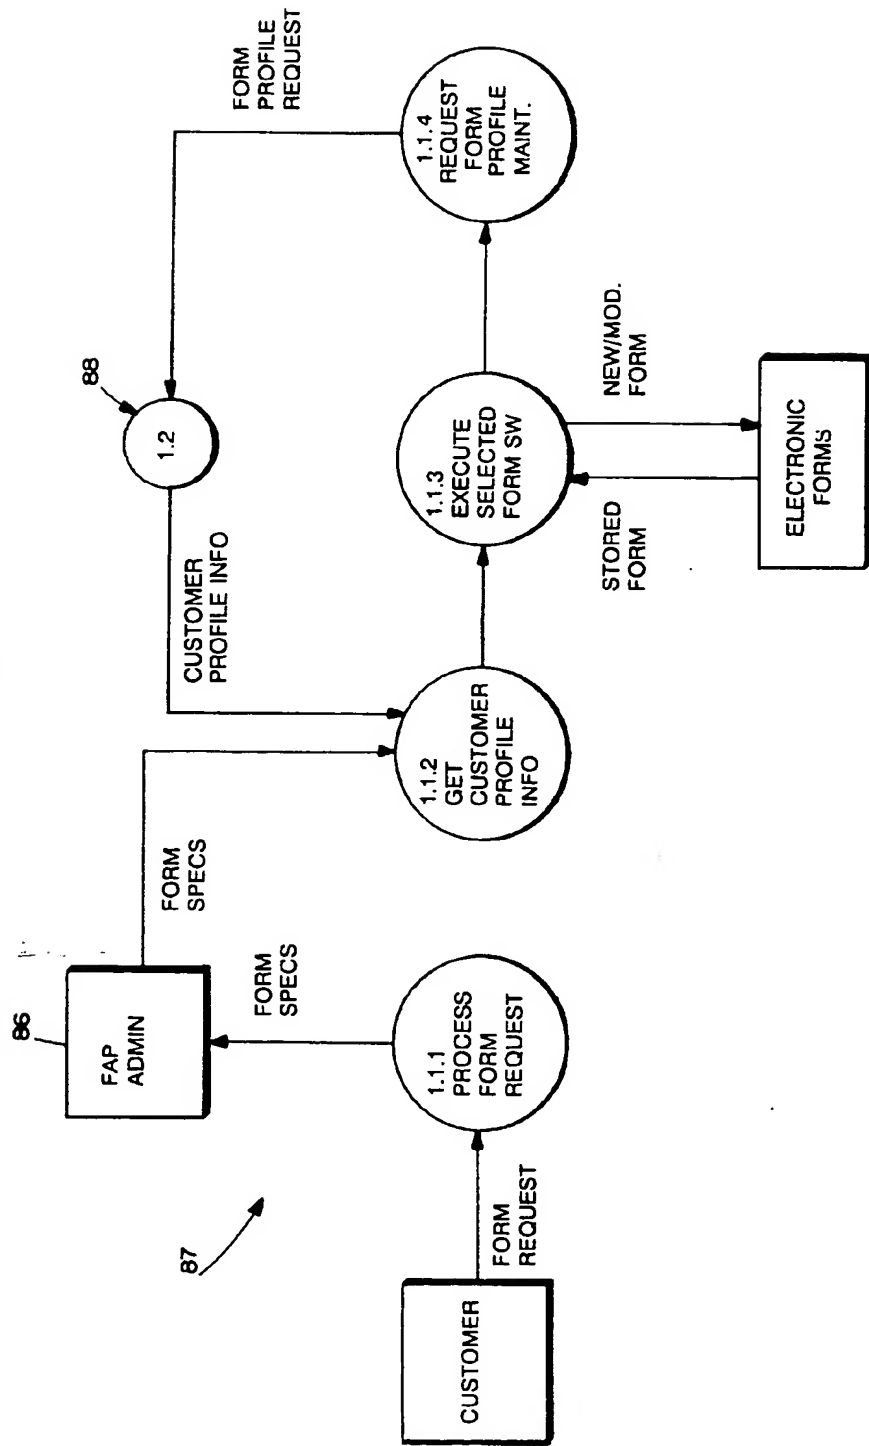 87
CUSTOMER
FORM
REQUEST
1.1.1
PROCESS
FORM
REQUEST
FORM
SPECS
86
FAP
ADMIN
FORM
SPECS
1.1.2
GET
CUSTOMER
PROFILE
INFO
CUSTOMER
PROFILE INFO
88
1.2
1.1.3
EXECUTE
SELECTED
FORM SW
STORED
FORM
NEW/MOD.
FORM
ELECTRONIC
FORMS
1.1.4
REQUEST
FORM
PROFILE
MAINT.
FORM
PROFILE
REQUEST